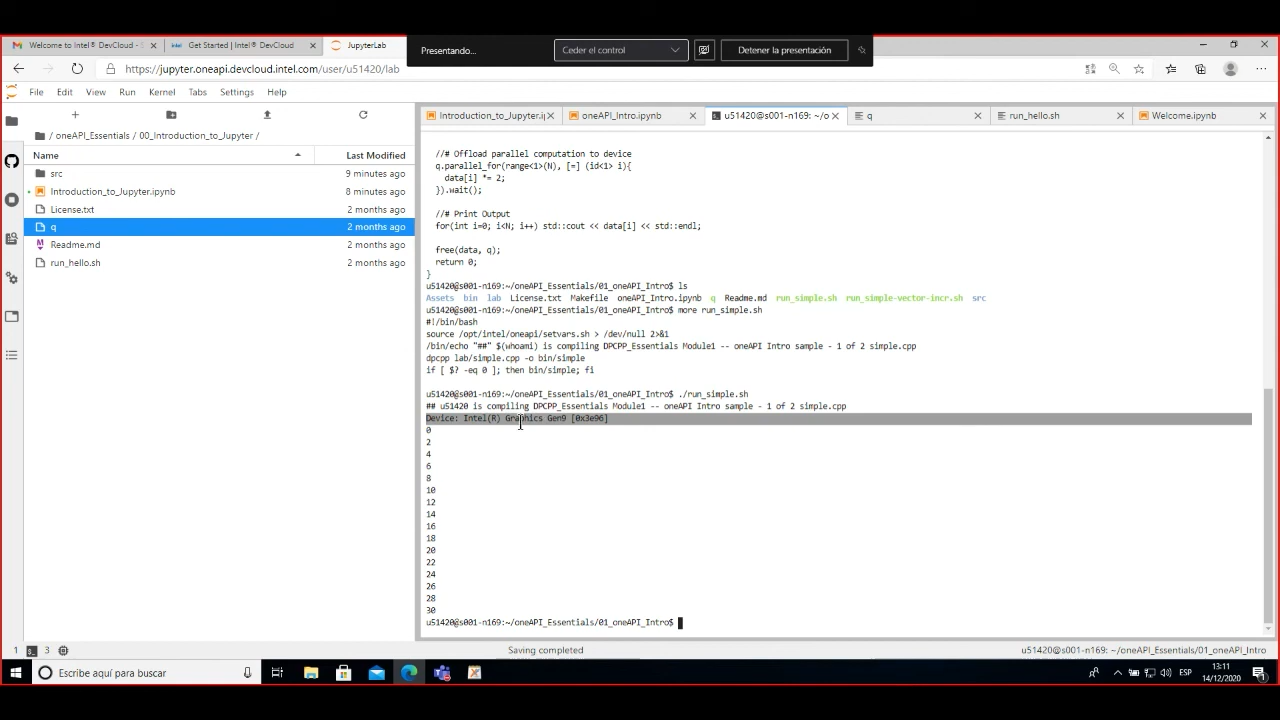 Welcome to Intel® DevCloud - S
Get Started | Intel® DevCloud
JupyterLab
Presentando...
Ceder el control
Detener la presentación
https://jupyter.oneapi.devcloud.intel.com/user/u51420/lab
File Edit View Run Kernel Tabs Settings Help
/ oneAPI_Essentials / 00_Introduction_to_Jupyter /
Name Last Modified
src 9 minutes ago
Introduction_to_Jupyter.ipynb 8 minutes ago
License.txt 2 months ago
q 2 months ago
Readme.md 2 months ago
run_hello.sh 2 months ago
Introduction_to_Jupyter.ij
oneAPI_Intro.ipynb
u51420@s001-n169: ~/o
q
run_hello.sh
Welcome.ipynb
//# Offload parallel computation to device
q.parallel_for(range<1>(N), [=] (id<1> i){
data[i] *= 2;
}).wait();
//# Print Output
for(int i=0; i<N; i++) std::cout << data[i] << std::endl;
free(data, q);
return 0;
}
u51420@s001-n169:~/oneAPI_Essentials/01_oneAPI_Intro$ ls
Assets bin lab License.txt Makefile oneAPI_Intro.ipynb q Readme.md run_simple.sh run_simple-vector-incr.sh src
u51420@s001-n169:~/oneAPI_Essentials/01_oneAPI_Intro$ more run_simple.sh
#!/bin/bash
source /opt/intel/oneapi/setvars.sh > /dev/null 2>&1
/bin/echo "##" $(whoami) is compiling DPCPP_Essentials Module1 -- oneAPI Intro sample - 1 of 2 simple.cpp
dpcpp lab/simple.cpp -o bin/simple
if [ $? -eq 0 ]; then bin/simple; fi
u51420@s001-n169:~/oneAPI_Essentials/01_oneAPI_Intro$ ./run_simple.sh
## u51420 is compiling DPCPP_Essentials Module1 -- oneAPI Intro sample - 1 of 2 simple.cpp
Device: Intel(R) Graphics Gen9 [0x3e96]
0
2
4
6
8
10
12
14
16
18
20
22
24
26
28
30
u51420@s001-n169:~/oneAPI_Essentials/01_oneAPI_Intro$
1 3 Saving completed u51420@s001-n169: ~/oneAPI_Essentials/01_oneAPI_Intro
Escribe aquí para buscar
ESP
13:11
14/12/2020
1